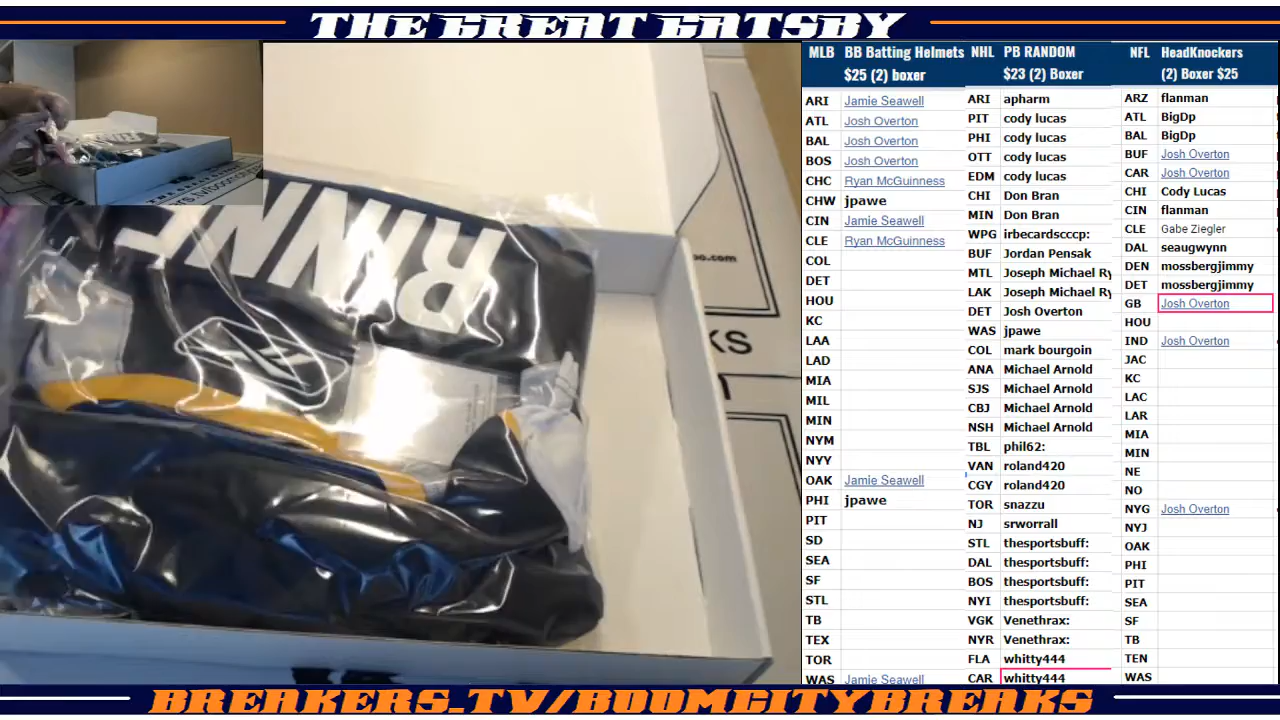 THE GREAT GATSBY
MLB BB Batting Helmets
$25 (2) boxer
ARI Jamie Seawell
ATL Josh Overton
BAL Josh Overton
BOS Josh Overton
CHC Ryan McGuinness
CHW jpawe
CIN Jamie Seawell
CLE Ryan McGuinness
COL
DET
HOU
KC
LAA
LAD
MIA
MIL
MIN
NYM
NYY
OAK Jamie Seawell
PHI jpawe
PIT
SD
SEA
SF
STL
TB
TEX
TOR
WAS Jamie Seawell
NHL PB RANDOM
$23 (2) Boxer
ARI apharm
PIT cody lucas
PHI cody lucas
OTT cody lucas
EDM cody lucas
CHI Don Bran
MIN Don Bran
WPG irbecardsccp:
BUF Jordan Pensak
MTL Joseph Michael Ry
LAK Joseph Michael Ry
DET Josh Overton
WAS jpawe
COL mark bourgoin
ANA Michael Arnold
SJS Michael Arnold
CBJ Michael Arnold
NSH Michael Arnold
TBL phil62:
VAN roland420
CGY roland420
TOR snazzu
NJ srworrall
STL thesportsbuff:
DAL thesportsbuff:
BOS thesportsbuff:
NYI thesportsbuff:
VGK Venethrax:
NYR Venethrax:
FLA whitty444
CAR whitty444
NFL HeadKnockers
(2) Boxer $25
ARZ flanman
ATL BigDp
BAL BigDp
BUF Josh Overton
CAR Josh Overton
CHI Cody Lucas
CIN flanman
CLE Gabe Ziegler
DAL seaugwynn
DEN mossbergjimmy
DET mossbergjimmy
GB Josh Overton
HOU
IND Josh Overton
JAC
KC
LAC
LAR
MIA
MIN
NE
NO
NYG Josh Overton
NYJ
OAK
PHI
PIT
SEA
SF
TB
TEN
WAS
RINN
oo.com
KS
BREAKERS.TV/BOOMCITYBREAKS